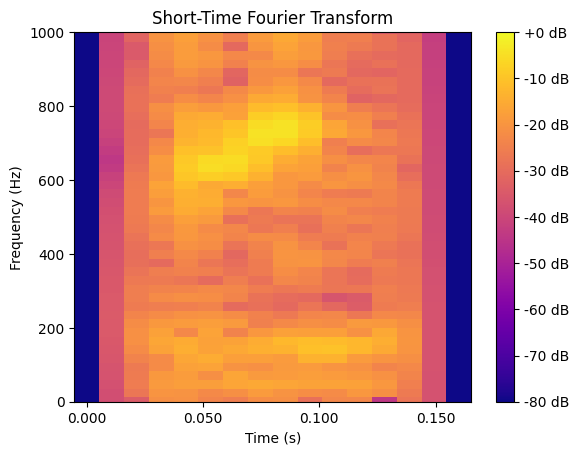 Short-Time Fourier Transform
1000
800
600
400
200
0
Frequency (Hz)
0.000
0.050
0.100
0.150
Time (s)
+0 dB
-10 dB
-20 dB
-30 dB
-40 dB
-50 dB
-60 dB
-70 dB
-80 dB